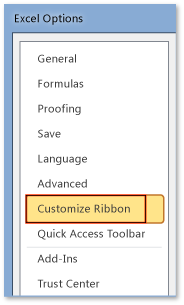 Excel Options
General
Formulas
Proofing
Save
Language
Advanced
Customize Ribbon
Quick Access Toolbar
Add-Ins
Trust Center